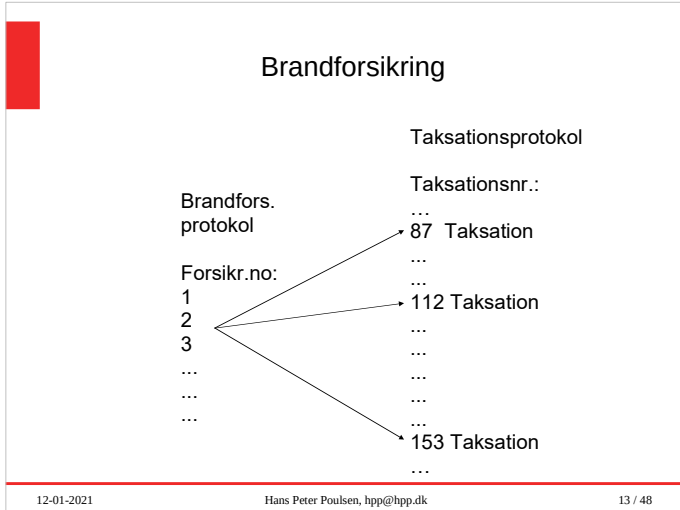 Brandforsikring
Brandfors.
protokol
Forsikr.no:
1
2
3
...
...
...
Taksationsprotokol
Taksationsnr.:
...
87 Taksation
...
...
112 Taksation
...
...
...
...
...
153 Taksation
...
12-01-2021
Hans Peter Poulsen, hpp@hpp.dk
13 / 48